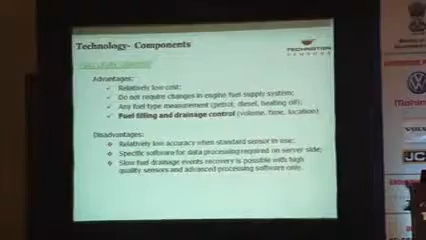 Technology- Components
TECHNOTON
Advantages:
Relatively low cost;
Do not require changes in engine fuel supply system;
Any fuel type measurement (petrol, diesel, heating oil);
Fuel filling and drainage control (volume, time, location)
Disadvantages:
Relatively low accuracy when standard sensor in use;
Specific software for data processing required on server side;
Slow fuel drainage events recovery is possible with high
quality sensors and advanced processing software only.
Mahindra
VOLVO
JCB